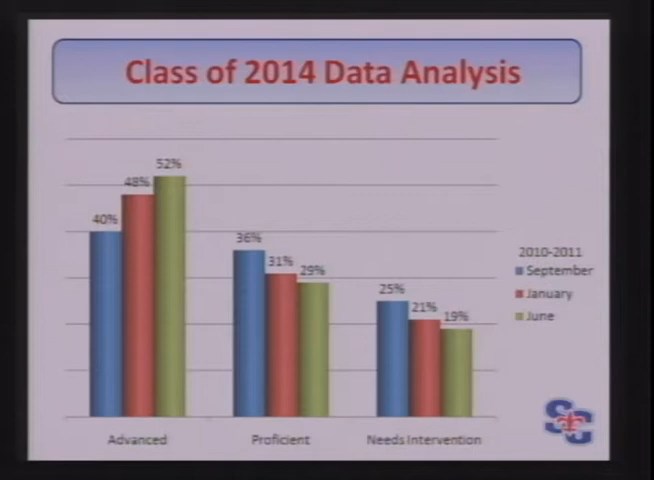 Class of 2014 Data Analysis
52%
48%
40%
36%
31%
29%
25%
21%
19%
2010-2011
September
January
June
Advanced
Proficient
Needs Intervention
SG